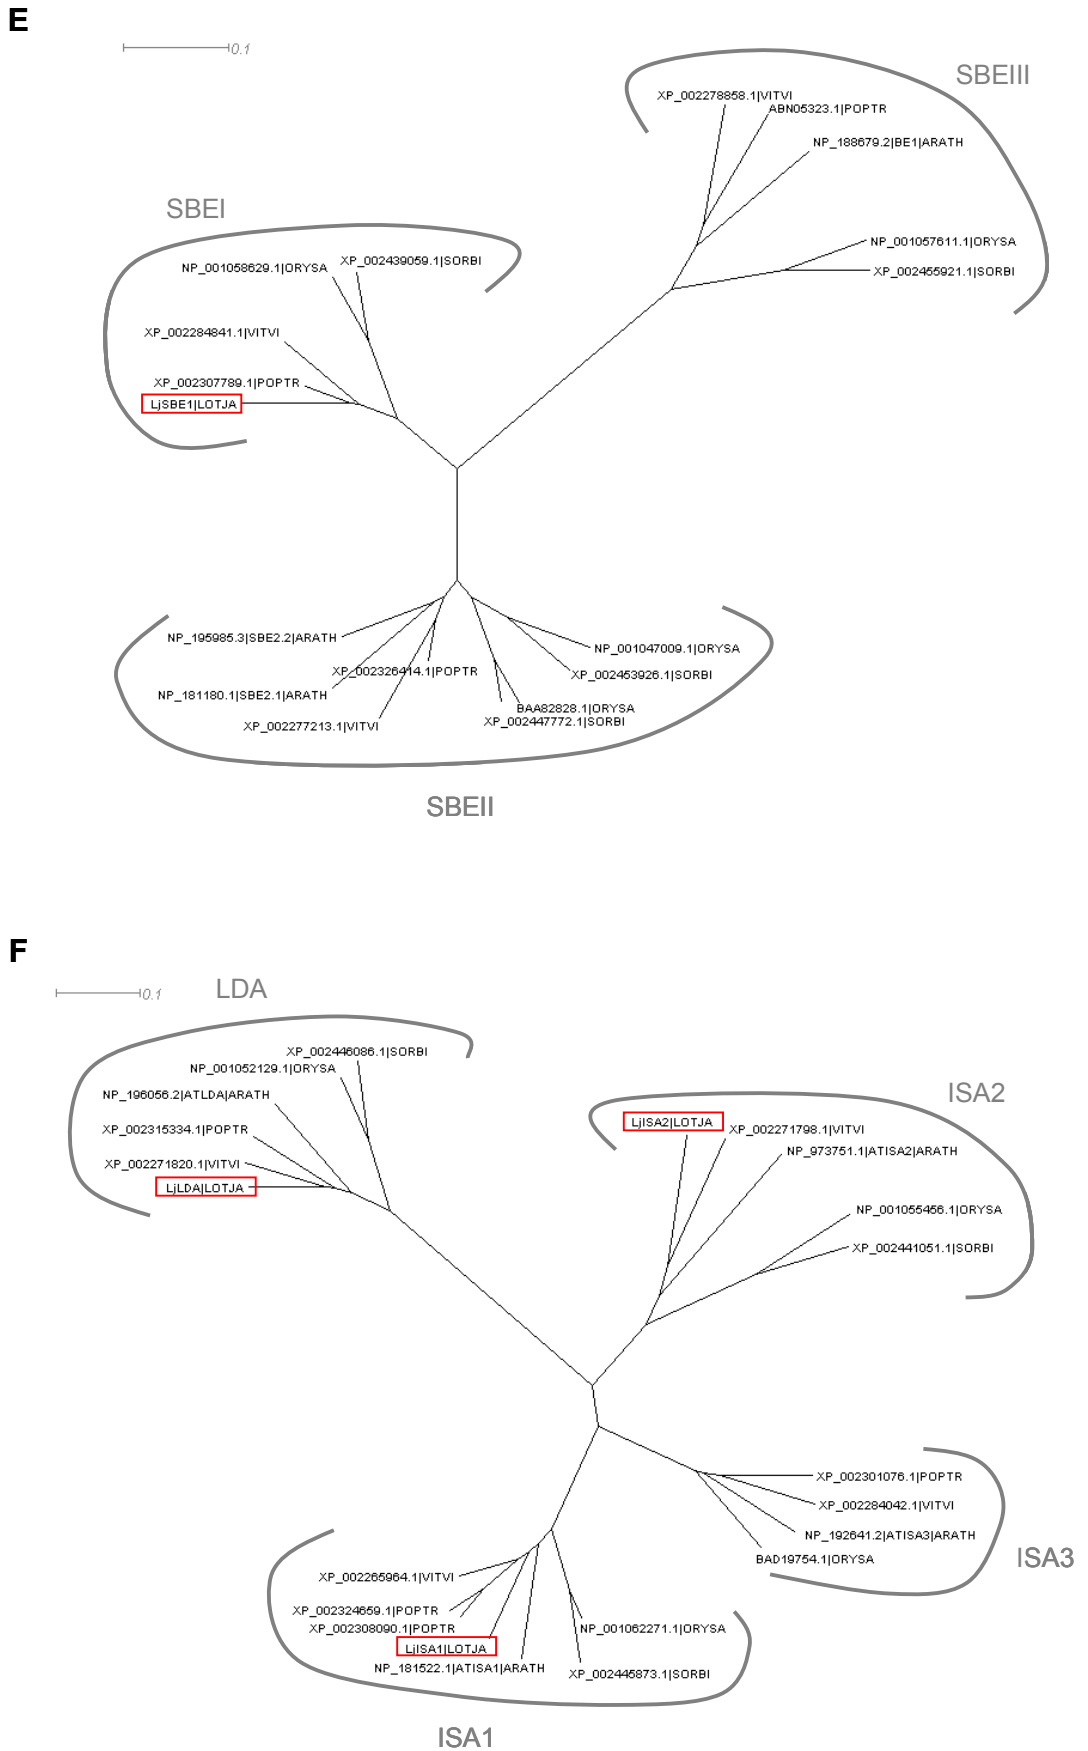 E
0.1
SBEIII
XP_002278858.1|VITVI
ABN05323.1|POPTR
NP_188679.2|BE1|ARATH
SBEI
NP_001057611.1|ORYSA
XP_002439059.1|SORBI
NP_001058629.1|ORYSA
XP_002455921.1|SORBI
XP_002284841.1|VITVI
XP_002307789.1|POPTR
LjSBE1|LOTJA
NP_195985.3|SBE2.2|ARATH
NP_001047009.1|ORYSA
XP_002326414.1|POPTR
XP_002453926.1|SORBI
NP_181180.1|SBE2.1|ARATH
BAA82828.1|ORYSA
XP_002447772.1|SORBI
XP_002277213.1|VITVI
SBEII
F
0.1
LDA
XP_002446086.1|SORBI
NP_001052129.1|ORYSA
NP_196056.2|ATLDA|ARATH
ISA2
LjISA2|LOTJA
XP_002315334.1|POPTR
XP_002271798.1|VITVI
NP_973751.1|ATISA2|ARATH
XP_002271820.1|VITVI
LjLDA|LOTJA
NP_001055456.1|ORYSA
XP_002441051.1|SORBI
XP_002301076.1|POPTR
XP_002284042.1|VITVI
NP_192641.2|ATISA3|ARATH
BAD19754.1|ORYSA
ISA3
XP_002265964.1|VITVI
XP_002324659.1|POPTR
XP_002308090.1|POPTR
NP_001062271.1|ORYSA
LjISA1|LOTJA
NP_181522.1|ATISA1|ARATH
XP_002445873.1|SORBI
ISA1